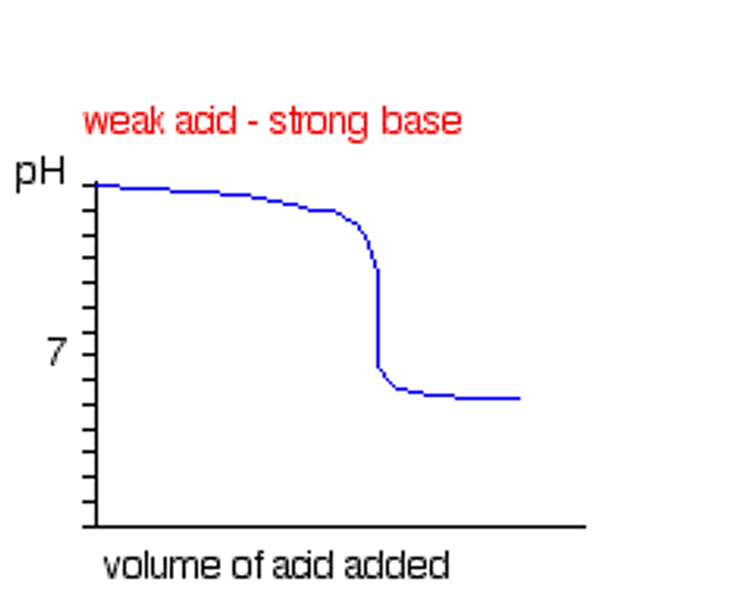 weak acid - strong base
pH
7
volume of acid added